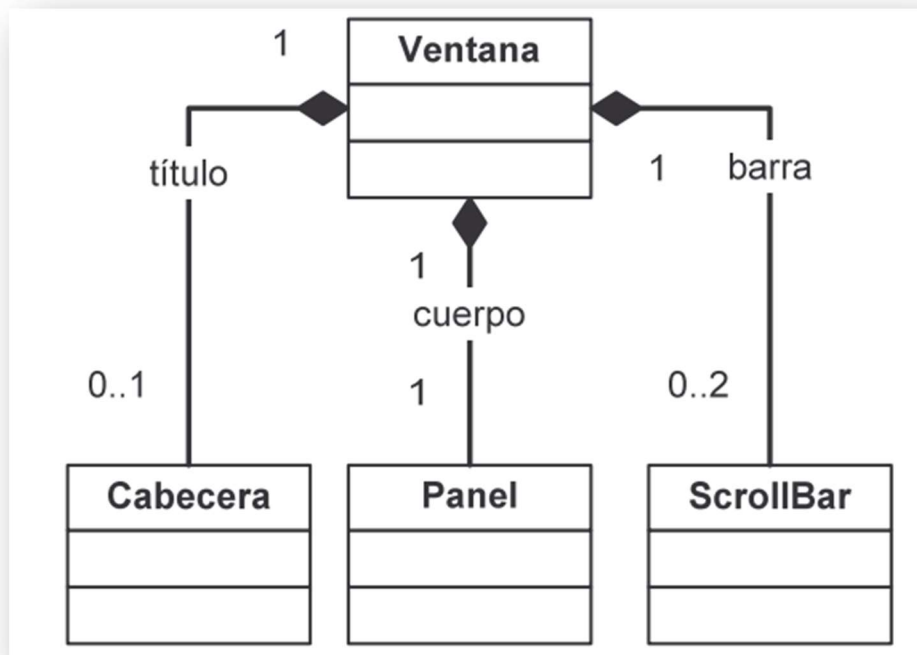 1
Ventana
título
1
barra
1
cuerpo
0..1
1
0..2
Cabecera
Panel
ScrollBar